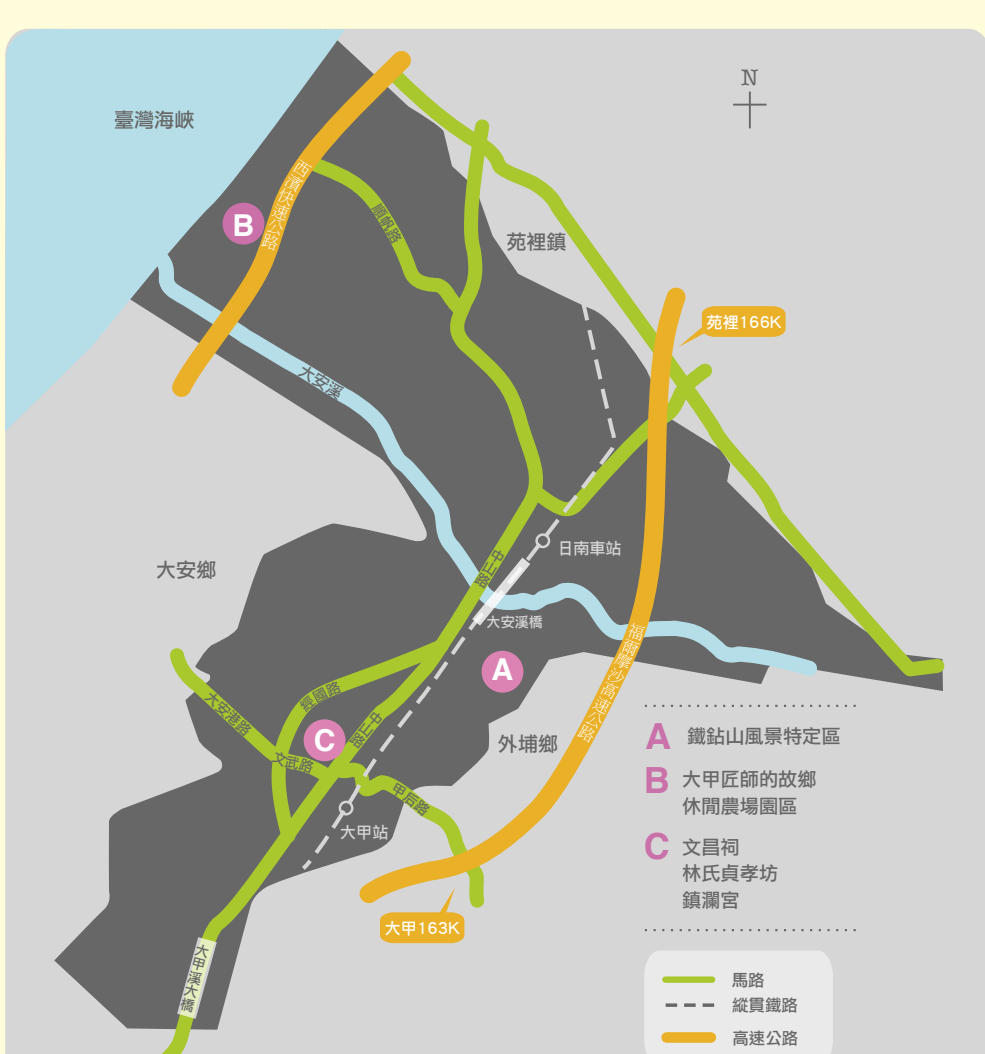 臺灣海峽
N
B
西濱快速公路
順帆路
苑裡鎮
苑裡166K
大安溪
日南車站
中山路
大安溪橋
大安鄉
A
福爾摩沙高速公路
經國路
大安港路
C
中山路
外埔鄉
文武路
甲后路
大甲站
大甲163K
大甲溪大橋
A 鐵鉆山風景特定區
B 大甲匠師的故鄉
休閒農場園區
C 文昌祠
林氏貞孝坊
鎮瀾宮
馬路
縱貫鐵路
高速公路